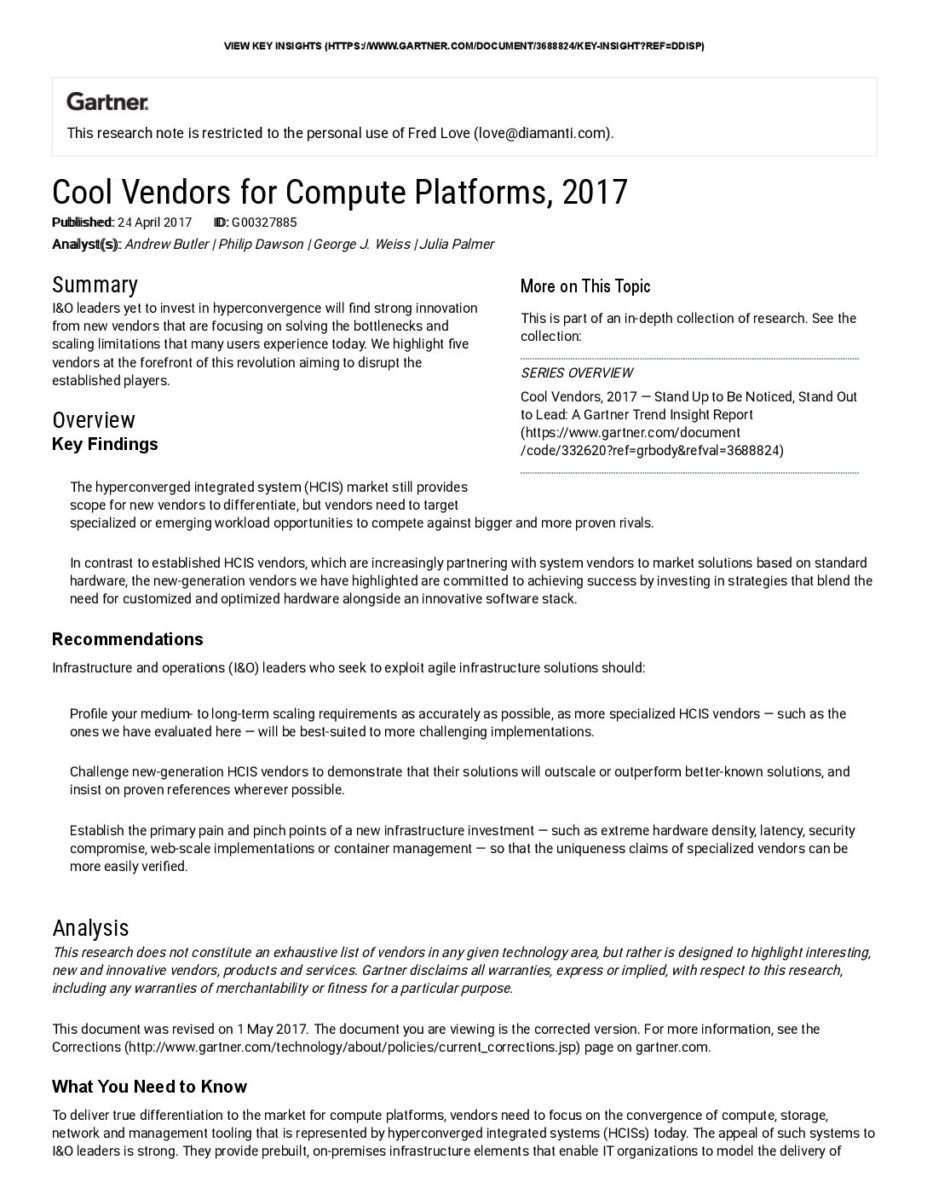 VIEW KEY INSIGHTS (HTTPS://WWW.GARTNER.COM/DOCUMENT/3688824/KEY-INSIGHT?REF=DDISP)
Gartner.
This research note is restricted to the personal use of Fred Love (love@diamanti.com).
Cool Vendors for Compute Platforms, 2017
Published: 24 April 2017 ID: G00327885
Analyst(s): Andrew Butler | Philip Dawson | George J. Weiss | Julia Palmer
Summary
I&O leaders yet to invest in hyperconvergence will find strong innovation
from new vendors that are focusing on solving the bottlenecks and
scaling limitations that many users experience today. We highlight five
vendors at the forefront of this revolution aiming to disrupt the
established players.
More on This Topic
This is part of an in-depth collection of research. See the
collection:
SERIES OVERVIEW
Cool Vendors, 2017 — Stand Up to Be Noticed, Stand Out
to Lead: A Gartner Trend Insight Report
(https://www.gartner.com/document
/code/332620?ref=grbody&refval=3688824)
Overview
Key Findings
The hyperconverged integrated system (HCIS) market still provides
scope for new vendors to differentiate, but vendors need to target
specialized or emerging workload opportunities to compete against bigger and more proven rivals.
In contrast to established HCIS vendors, which are increasingly partnering with system vendors to market solutions based on standard
hardware, the new-generation vendors we have highlighted are committed to achieving success by investing in strategies that blend the
need for customized and optimized hardware alongside an innovative software stack.
Recommendations
Infrastructure and operations (I&O) leaders who seek to exploit agile infrastructure solutions should:
Profile your medium- to long-term scaling requirements as accurately as possible, as more specialized HCIS vendors — such as the
ones we have evaluated here — will be best-suited to more challenging implementations.
Challenge new-generation HCIS vendors to demonstrate that their solutions will outscale or outperform better-known solutions, and
insist on proven references wherever possible.
Establish the primary pain and pinch points of a new infrastructure investment — such as extreme hardware density, latency, security
compromise, web-scale implementations or container management — so that the uniqueness claims of specialized vendors can be
more easily verified.
Analysis
This research does not constitute an exhaustive list of vendors in any given technology area, but rather is designed to highlight interesting,
new and innovative vendors, products and services. Gartner disclaims all warranties, express or implied, with respect to this research,
including any warranties of merchantability or fitness for a particular purpose.
This document was revised on 1 May 2017. The document you are viewing is the corrected version. For more information, see the
Corrections (http://www.gartner.com/technology/about/policies/current_corrections.jsp) page on gartner.com.
What You Need to Know
To deliver true differentiation to the market for compute platforms, vendors need to focus on the convergence of compute, storage,
network and management tooling that is represented by hyperconverged integrated systems (HCISs) today. The appeal of such systems to
I&O leaders is strong. They provide prebuilt, on-premises infrastructure elements that enable IT organizations to model the delivery of